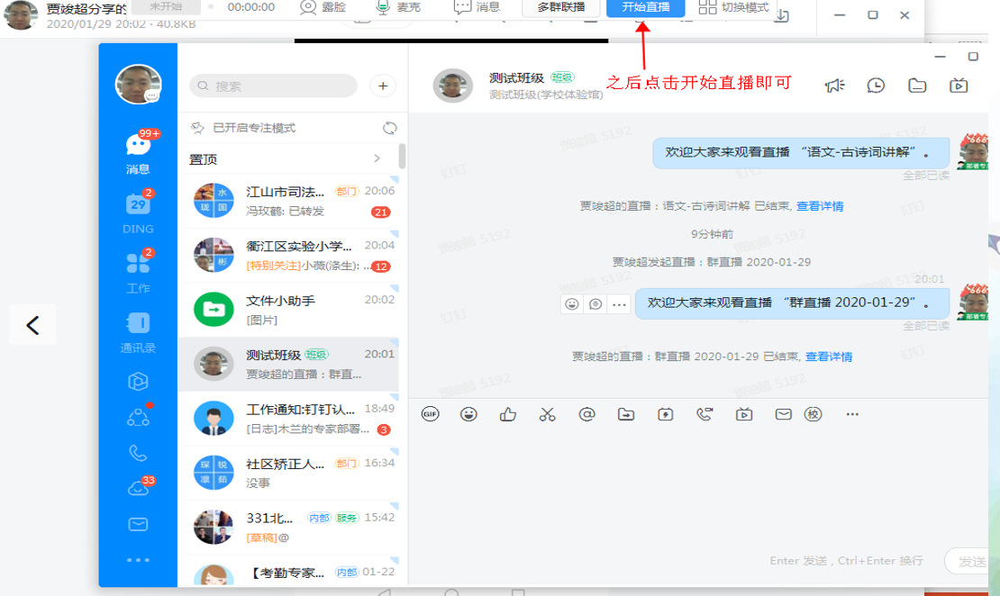 贾竣超分享的
未开始
00:00:00
露脸
麦克
消息
多群联播
开始直播
切换模式
2020/01/29 20:02 · 40.8KB
之后点击开始直播即可
搜索
+
测试班级 班级
测试班级(学校体验馆)
已开启专注模式
置顶
99+
消息
2
29
DING
2
工作
通讯录
33
水
珑 国
江山市司法... 部门 20:06
冯玫鹤: 已转发 21
彬
衢江区实验小学... 20:04
[特别关注]小薇(涤生): ... 12
文件小助手 20:02
[图片]
测试班级 班级 20:01
贾竣超的直播：群直...
工作通知:钉钉认... 18:49
[日志]木兰的专家部署... 3
琛 锐
凛 茹
社区矫正人... 部门 16:34
没事
331北... 内部 服务 15:42
[草稿]@
【考勤专家... 内部 01-22
欢迎大家来观看直播 “语文-古诗词讲解”。
全部已读
贾竣超的直播：语文-古诗词讲解 已结束, 查看详情
9分钟前
贾竣超发起直播：群直播 2020-01-29
20:01
欢迎大家来观看直播 “群直播 2020-01-29”。
全部已读
贾竣超的直播：群直播 2020-01-29 已结束, 查看详情
贾竣超 5192
钉钉
GIF
校
Enter 发送 , Ctrl+Enter 换行
发送